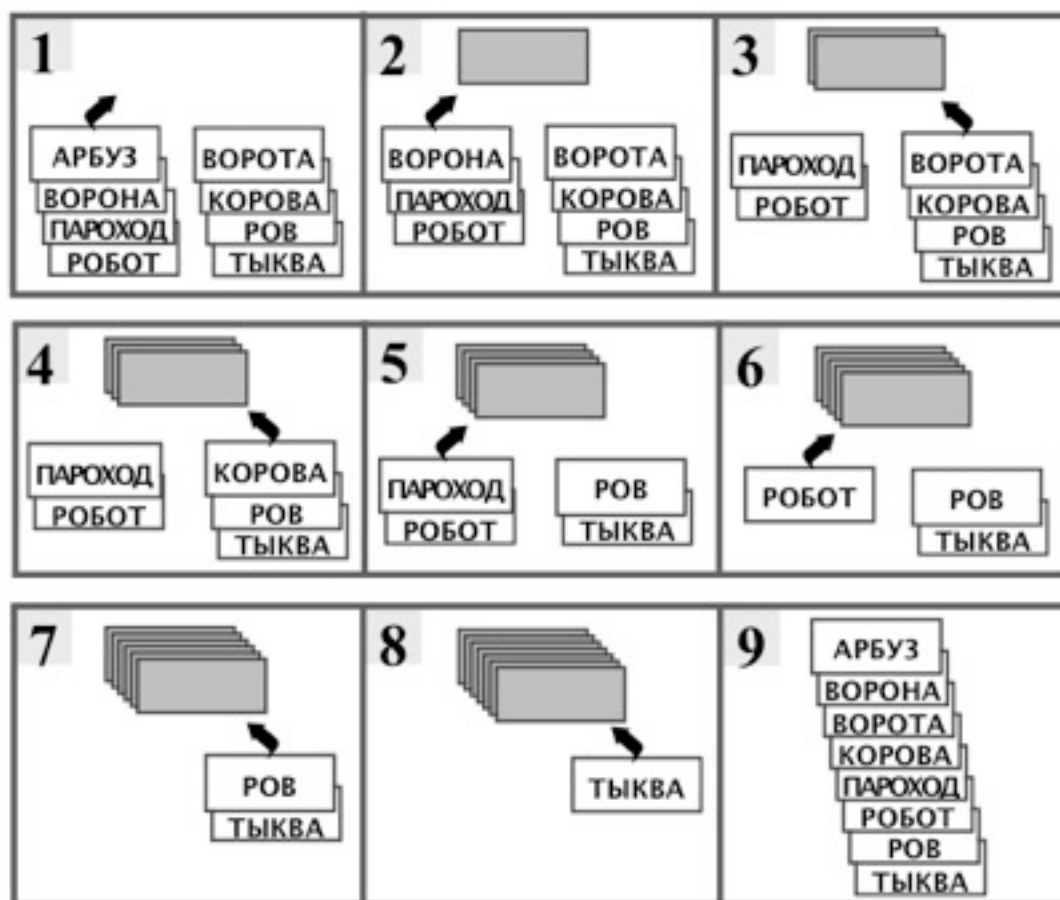 1
АРБУЗ
ВОРОНА
ПАРОХОД
РОБОТ
ВОРОТА
КОРОВА
РОВ
ТЫКВА
2
ВОРОНА
ПАРОХОД
РОБОТ
ВОРОТА
КОРОВА
РОВ
ТЫКВА
3
ПАРОХОД
РОБОТ
ВОРОТА
КОРОВА
РОВ
ТЫКВА
4
ПАРОХОД
РОБОТ
КОРОВА
РОВ
ТЫКВА
5
ПАРОХОД
РОБОТ
РОВ
ТЫКВА
6
РОБОТ
РОВ
ТЫКВА
7
РОВ
ТЫКВА
8
ТЫКВА
9
АРБУЗ
ВОРОНА
ВОРОТА
КОРОВА
ПАРОХОД
РОБОТ
РОВ
ТЫКВА